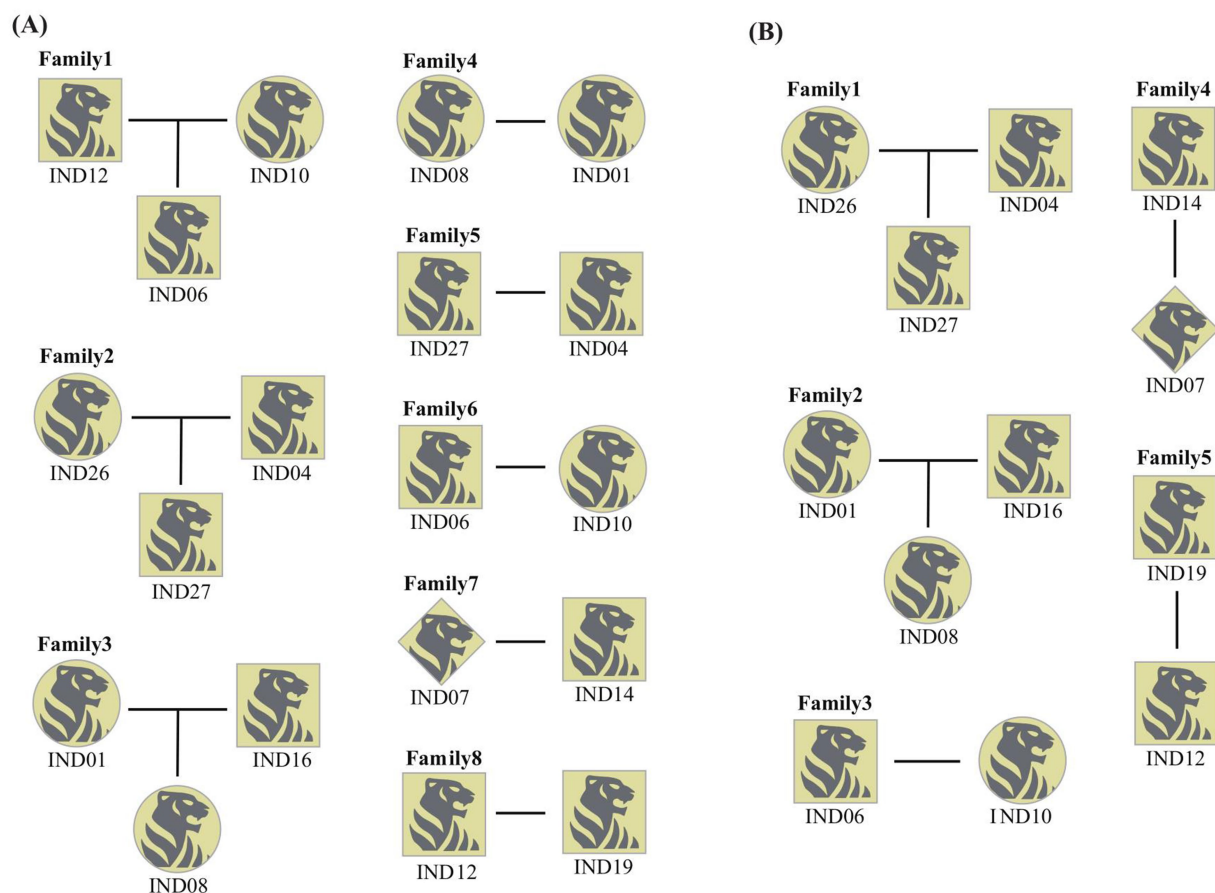 (A)
Family1
IND12
IND10
IND06
Family2
IND26
IND04
IND27
Family3
IND01
IND16
IND08
Family4
IND08
IND01
Family5
IND27
IND04
Family6
IND06
IND10
Family7
IND07
IND14
Family8
IND12
IND19
(B)
Family1
IND26
IND04
IND27
Family2
IND01
IND16
IND08
Family3
IND06
IND10
Family4
IND14
IND07
Family5
IND19
IND12